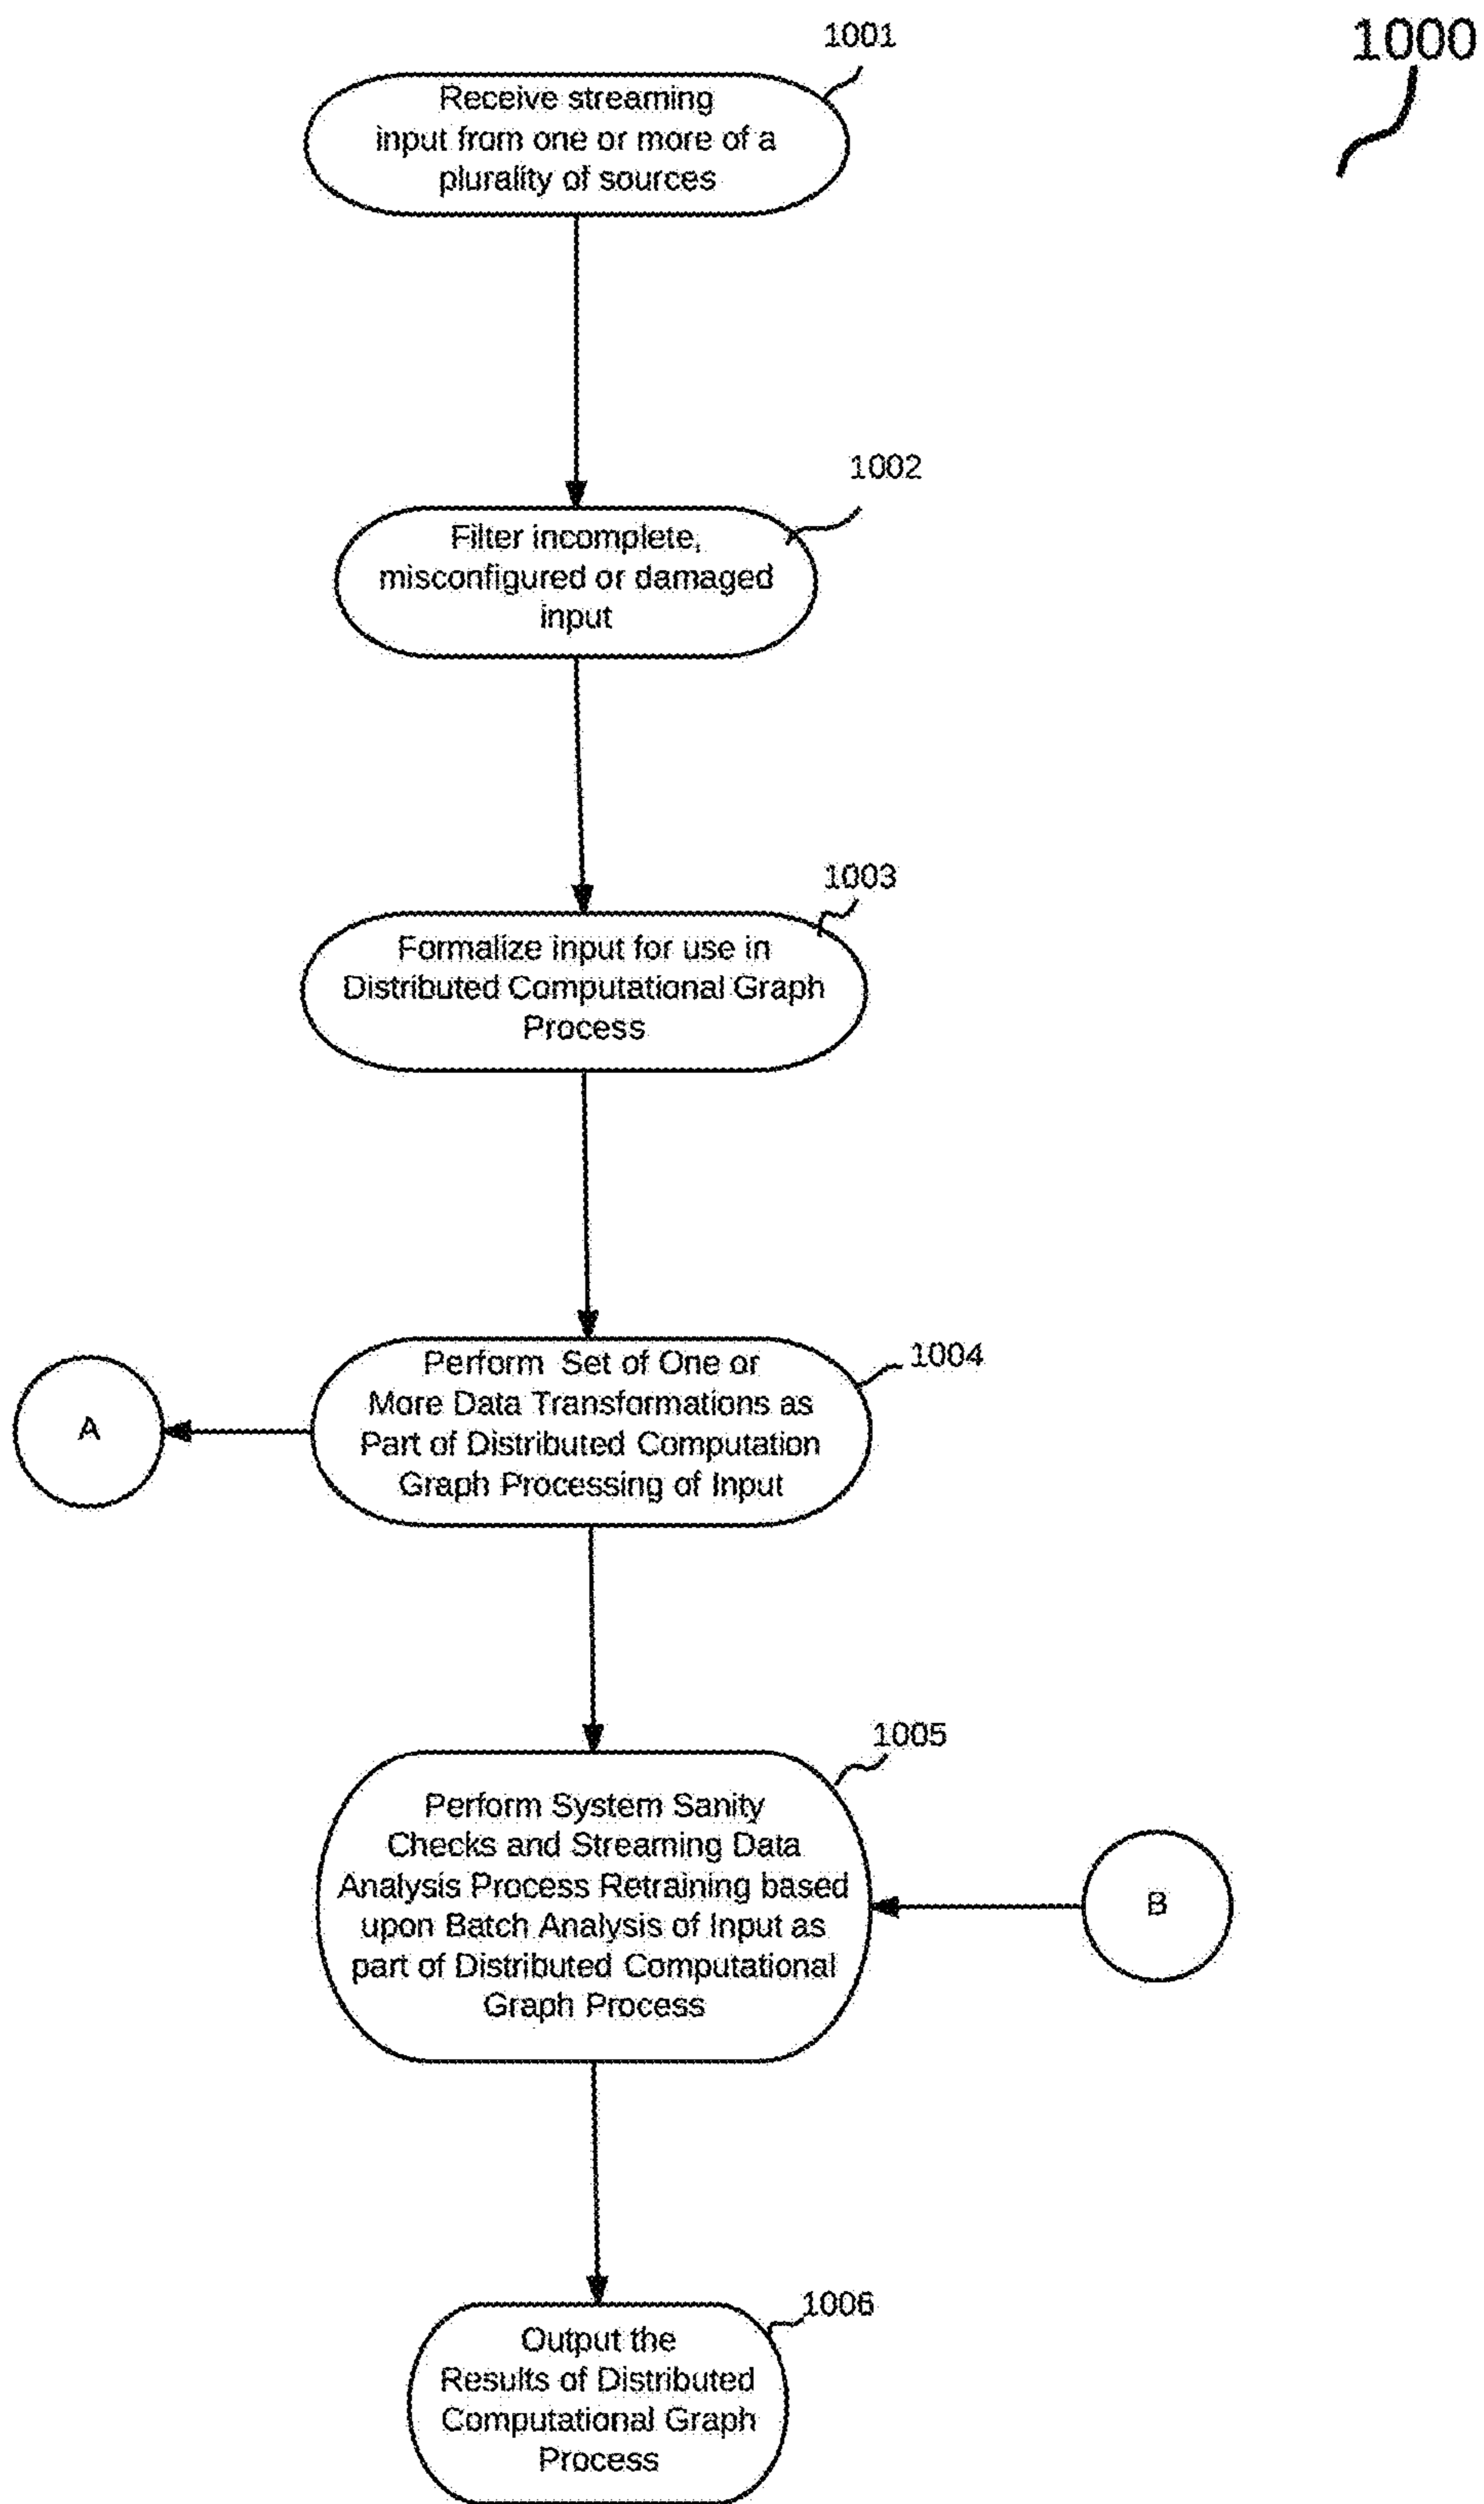 1000
1001
Receive streaming
input from one or more of a
plurality of sources
1002
Filter incomplete,
misconfigured or damaged
input
1003
Formalize input for use in
Distributed Computational Graph
Process
1004
Perform Set of One or
More Data Transformations as
Part of Distributed Computation
Graph Processing of Input
A
1005
Perform System Sanity
Checks and Streaming Data
Analysis Process Retraining based
upon Batch Analysis of Input as
part of Distributed Computational
Graph Process
B
1006
Output the
Results of Distributed
Computational Graph
Process